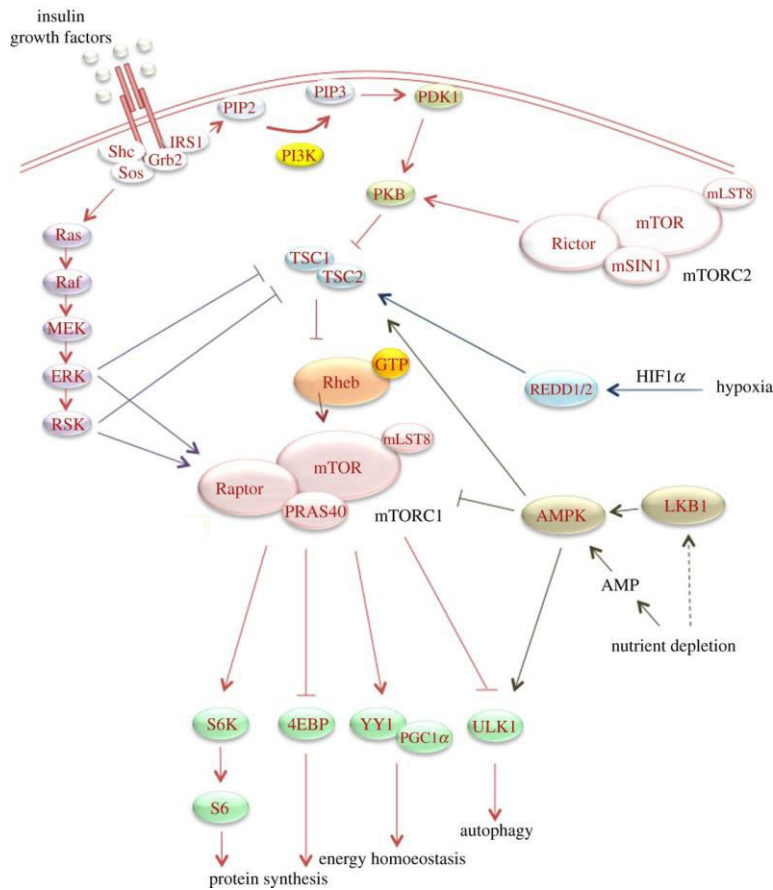 insulin
growth factors
PIP3
PDK1
PIP2
IRS1
Shc
Grb2
Sos
PI3K
PKB
mLST8
mTOR
Rictor
mSIN1
mTORC2
Ras
TSC1
TSC2
Raf
MEK
ERK
RSK
GTP
Rheb
HIF1α
REDD1/2
hypoxia
mLST8
mTOR
Raptor
PRAS40
mTORC1
AMPK
LKB1
AMP
nutrient depletion
S6K
4EBP
YY1
PGC1α
ULK1
S6
autophagy
energy homoeostasis
protein synthesis